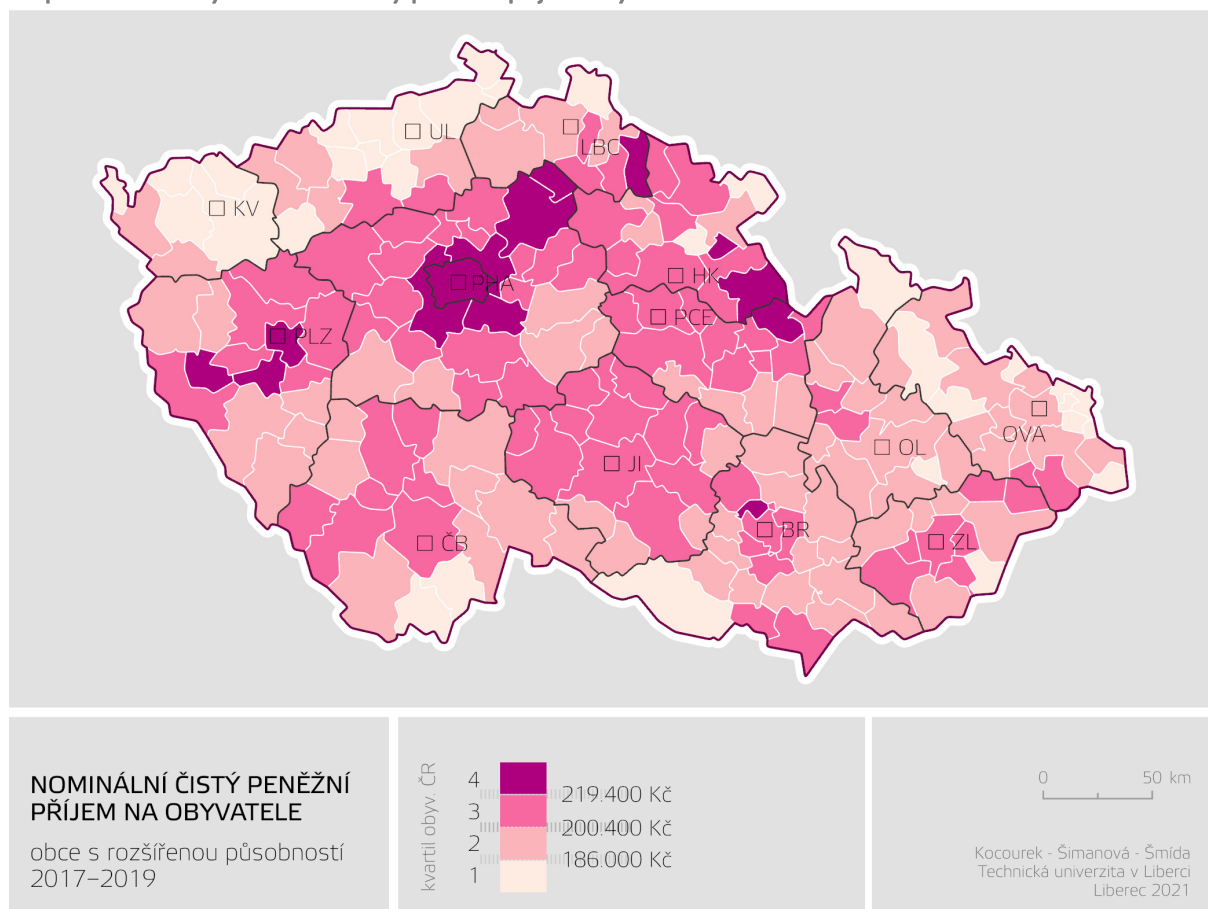 UL
LBC
KV
HK
PHA
PCE
PLZ
OVA
OL
JI
BR
ČB
ZL
NOMINÁLNÍ ČISTÝ PENĚŽNÍ
PŘÍJEM NA OBYVATELE
obce s rozšířenou působností
2017–2019
kvartil obyv. ČR
4
219.400 Kč
3
200.400 Kč
2
186.000 Kč
1
0 50 km
Kocourek - Šimanová - Šmída
Technická univerzita v Liberci
Liberec 2021